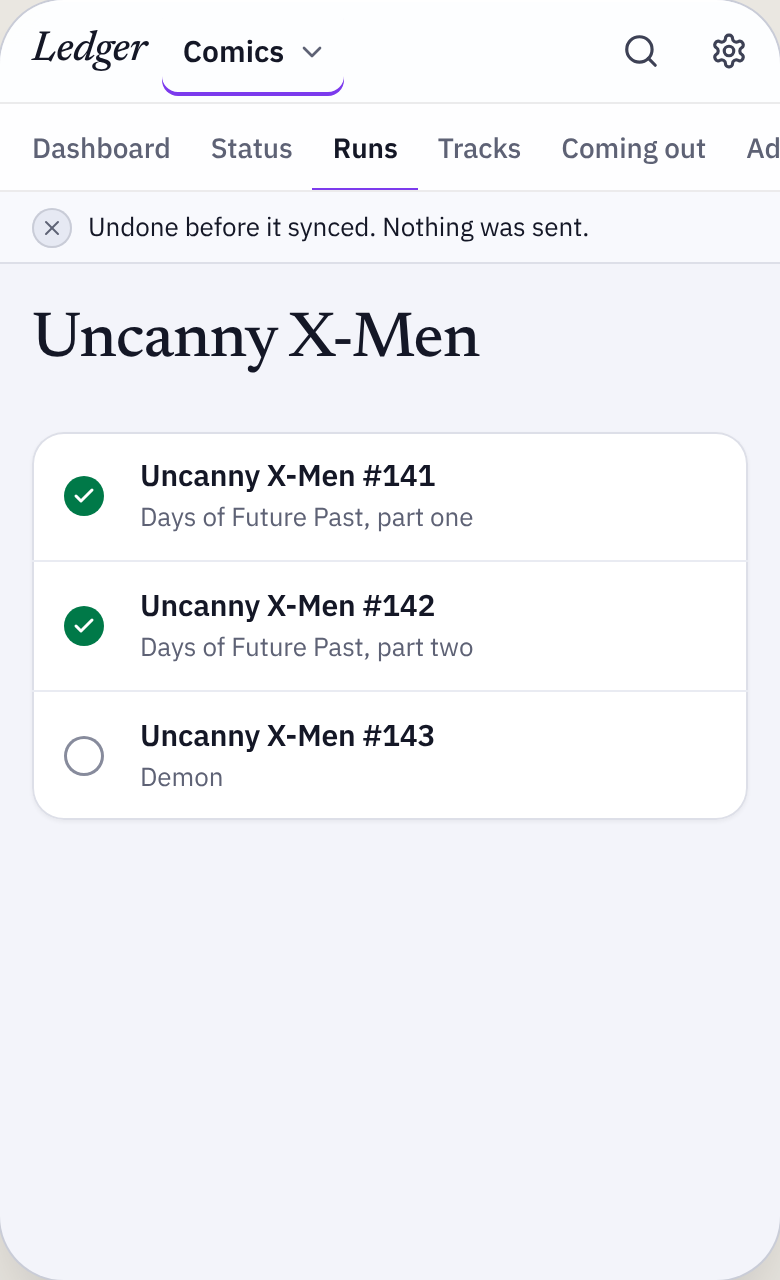 Ledger Comics
Dashboard Status Runs Tracks Coming out Ad
Undone before it synced. Nothing was sent.
Uncanny X-Men
Uncanny X-Men #141
Days of Future Past, part one
Uncanny X-Men #142
Days of Future Past, part two
Uncanny X-Men #143
Demon